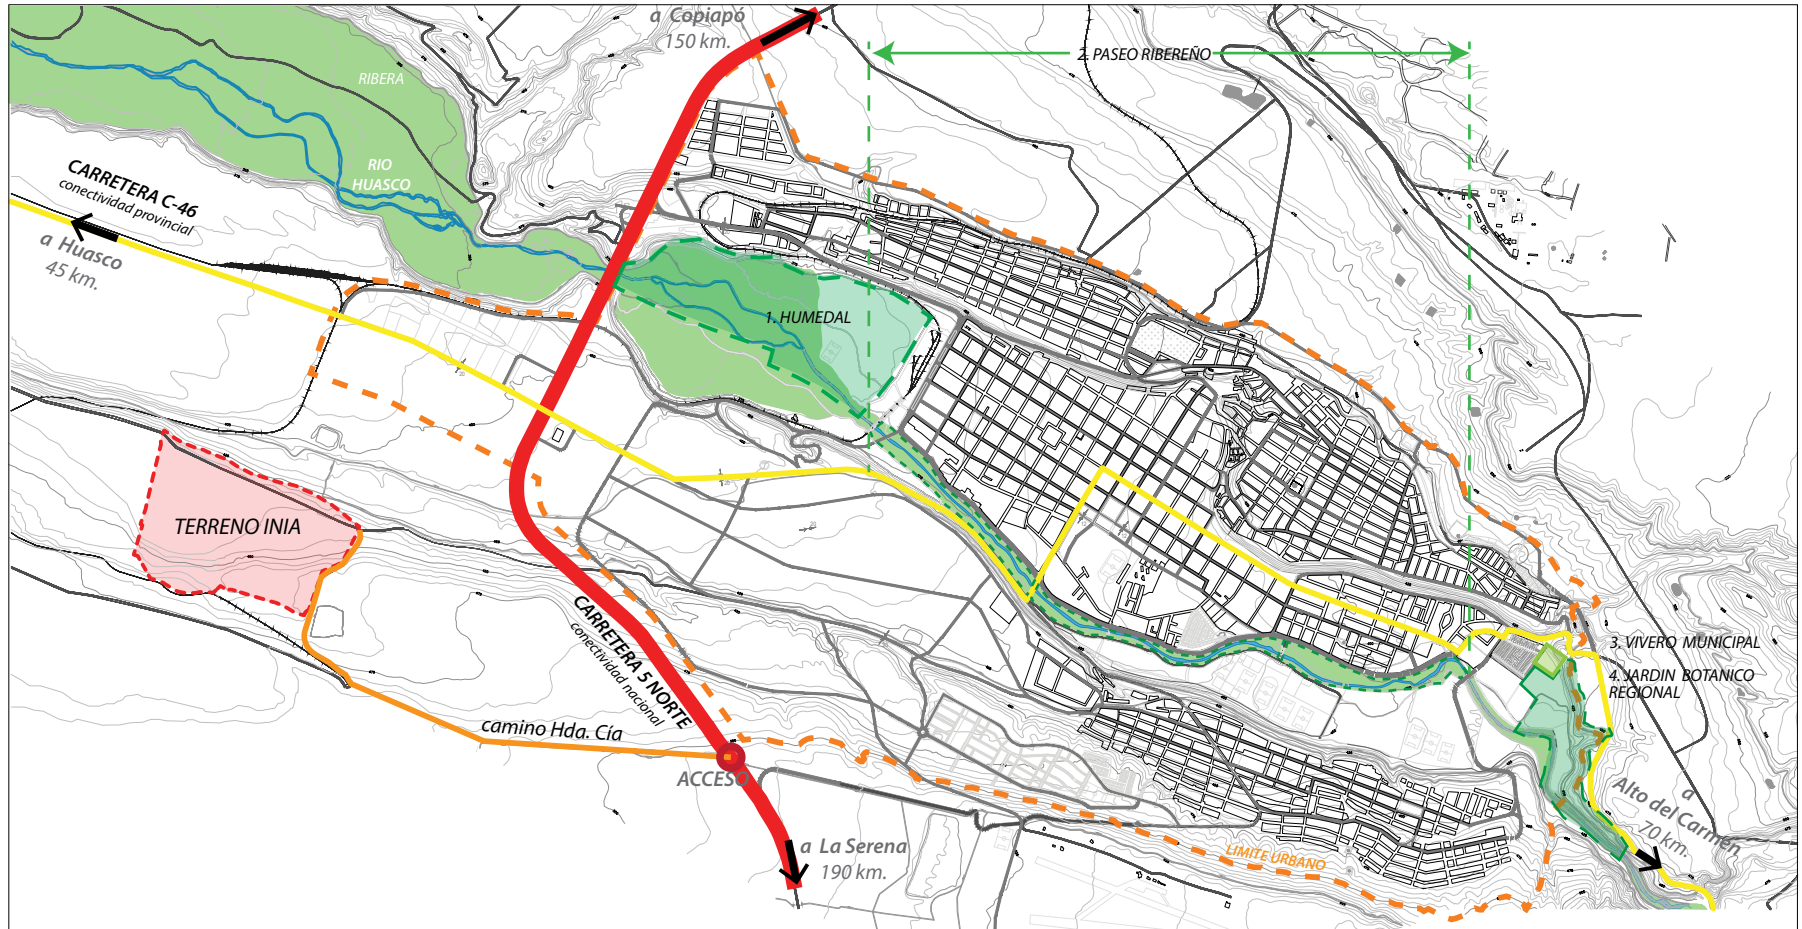 a Copiapó
150 km.
2. PASEO RIBEREÑO
RIBERA
RIO
HUASCO
CARRETERA C-46
conectividad provincial
a Huasco
45 km.
1. HUMEDAL
TERRENO INIA
CARRETERA 5 NORTE
conectividad nacional
3. VIVERO MUNICIPAL
4. JARDIN BOTANICO
REGIONAL
camino Hda. Cía
ACCESO
a
Alto del Carmen
70 km.
a La Serena
190 km.
LIMITE URBANO